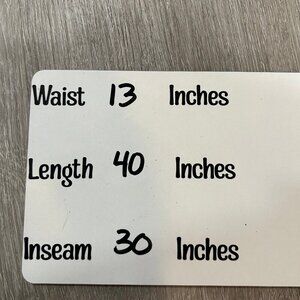 Waist 13 Inches
Length 40 Inches
Inseam 30 Inches